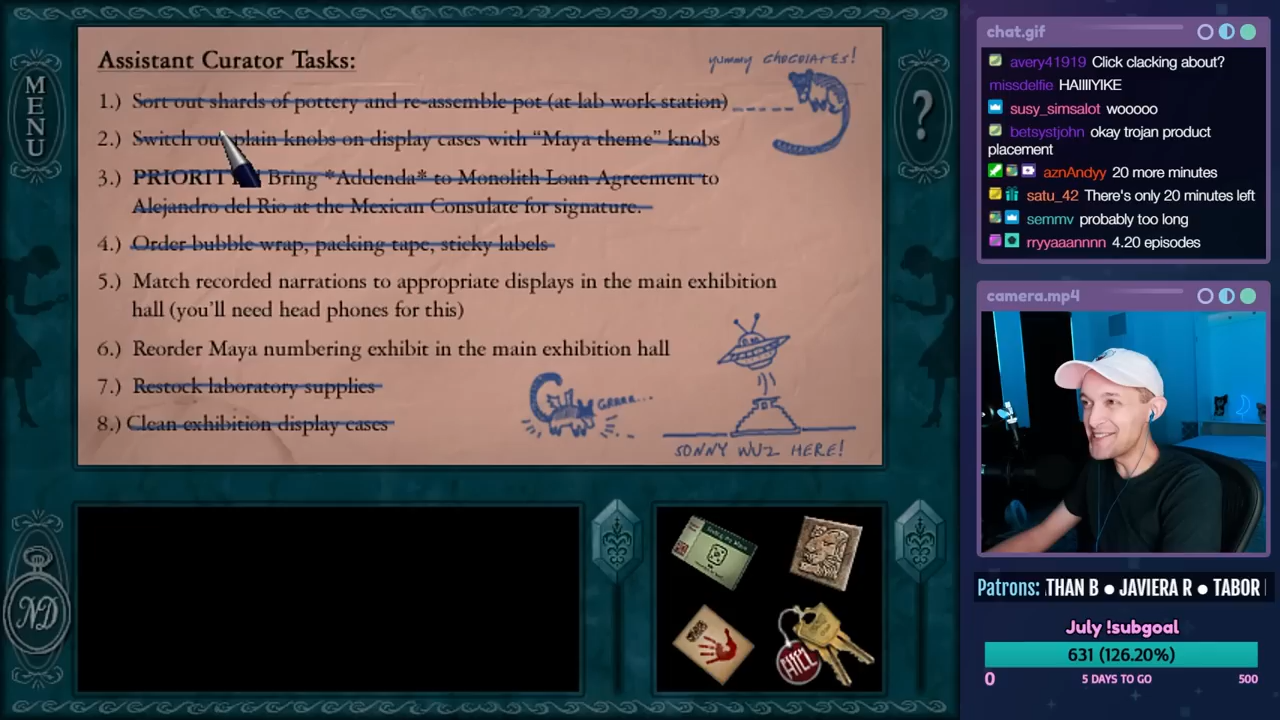 MENU
Assistant Curator Tasks:
yummy CHOCOLATES!
1.) Sort out shards of pottery and re-assemble pot (at lab work station)
2.) Switch out plain knobs on display cases with “Maya theme” knobs
3.) PRIORIT Bring *Addenda* to Monolith Loan Agreement to
Alejandro del Rio at the Mexican Consulate for signature.
4.) Order bubble wrap, packing tape, sticky labels
5.) Match recorded narrations to appropriate displays in the main exhibition
hall (you’ll need head phones for this)
6.) Reorder Maya numbering exhibit in the main exhibition hall
7.) Restock laboratory supplies
8.) Clean exhibition display cases
GRRRR...
SONNY WUZ HERE!
?
ND
chat.gif
avery41919 Click clacking about?
missdelfie HAIIIIYIKE
susy_simsalot wooooo
betsystjohn okay trojan product
placement
aznAndyy 20 more minutes
satu_42 There's only 20 minutes left
semmv probably too long
rryyaaannnn 4.20 episodes
camera.mp4
Patrons: THAN B ● JAVIERA R ● TABOR
July !subgoal
631 (126.20%)
0 5 DAYS TO GO 500